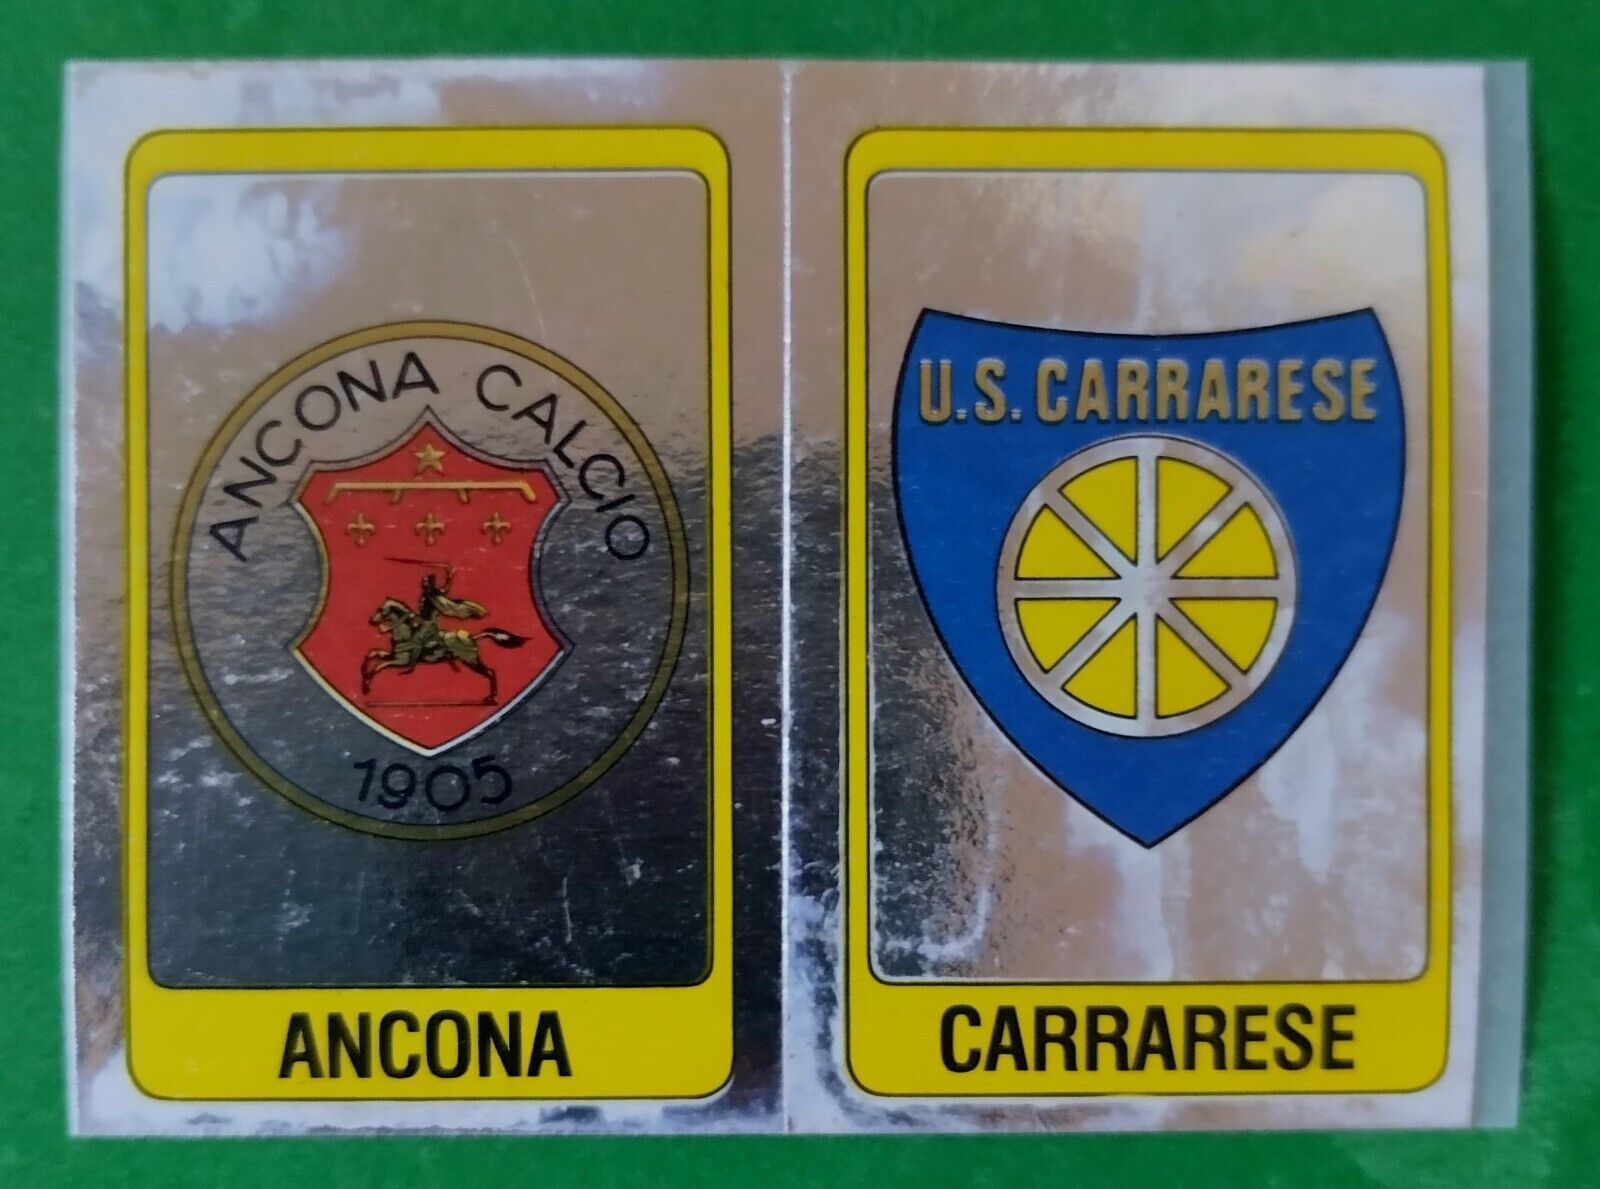 ANCONA CALCIO
1905
ANCONA
U.S. CARRARESE
CARRARESE